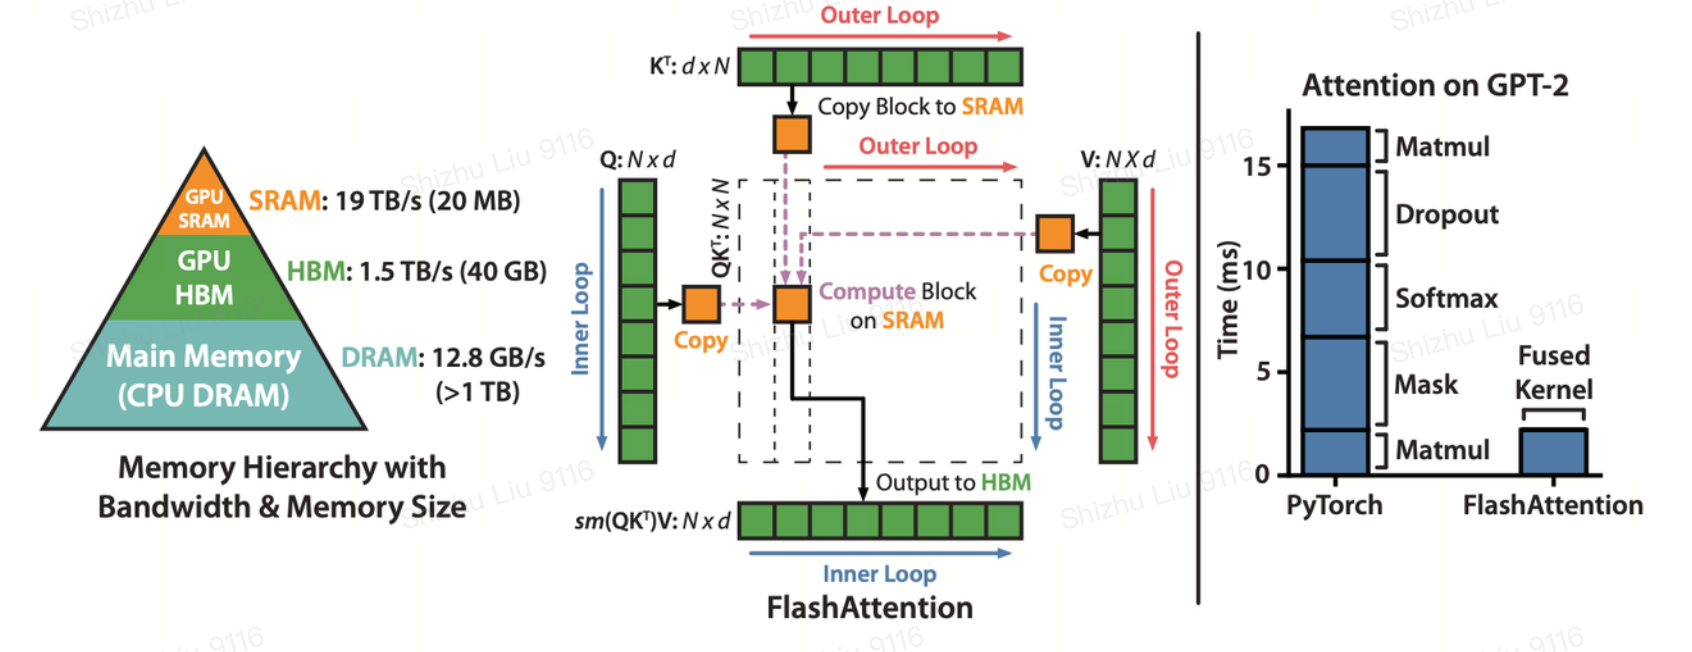 GPU
SRAM
SRAM: 19 TB/s (20 MB)
GPU
HBM
HBM: 1.5 TB/s (40 GB)
Main Memory
(CPU DRAM)
DRAM: 12.8 GB/s
(>1 TB)
Memory Hierarchy with
Bandwidth & Memory Size
Outer Loop
Kᵀ: d x N
Copy Block to SRAM
Outer Loop
Q: N x d
V: N X d
QKᵀ: N x N
Inner Loop
Copy
Compute Block
on SRAM
Copy
Inner Loop
Outer Loop
Output to HBM
sm(QKᵀ)V: N x d
Inner Loop
FlashAttention
Attention on GPT-2
Time (ms)
15
10
5
0
Matmul
Dropout
Softmax
Mask
Matmul
Fused
Kernel
PyTorch
FlashAttention
Shizhu Liu 9116